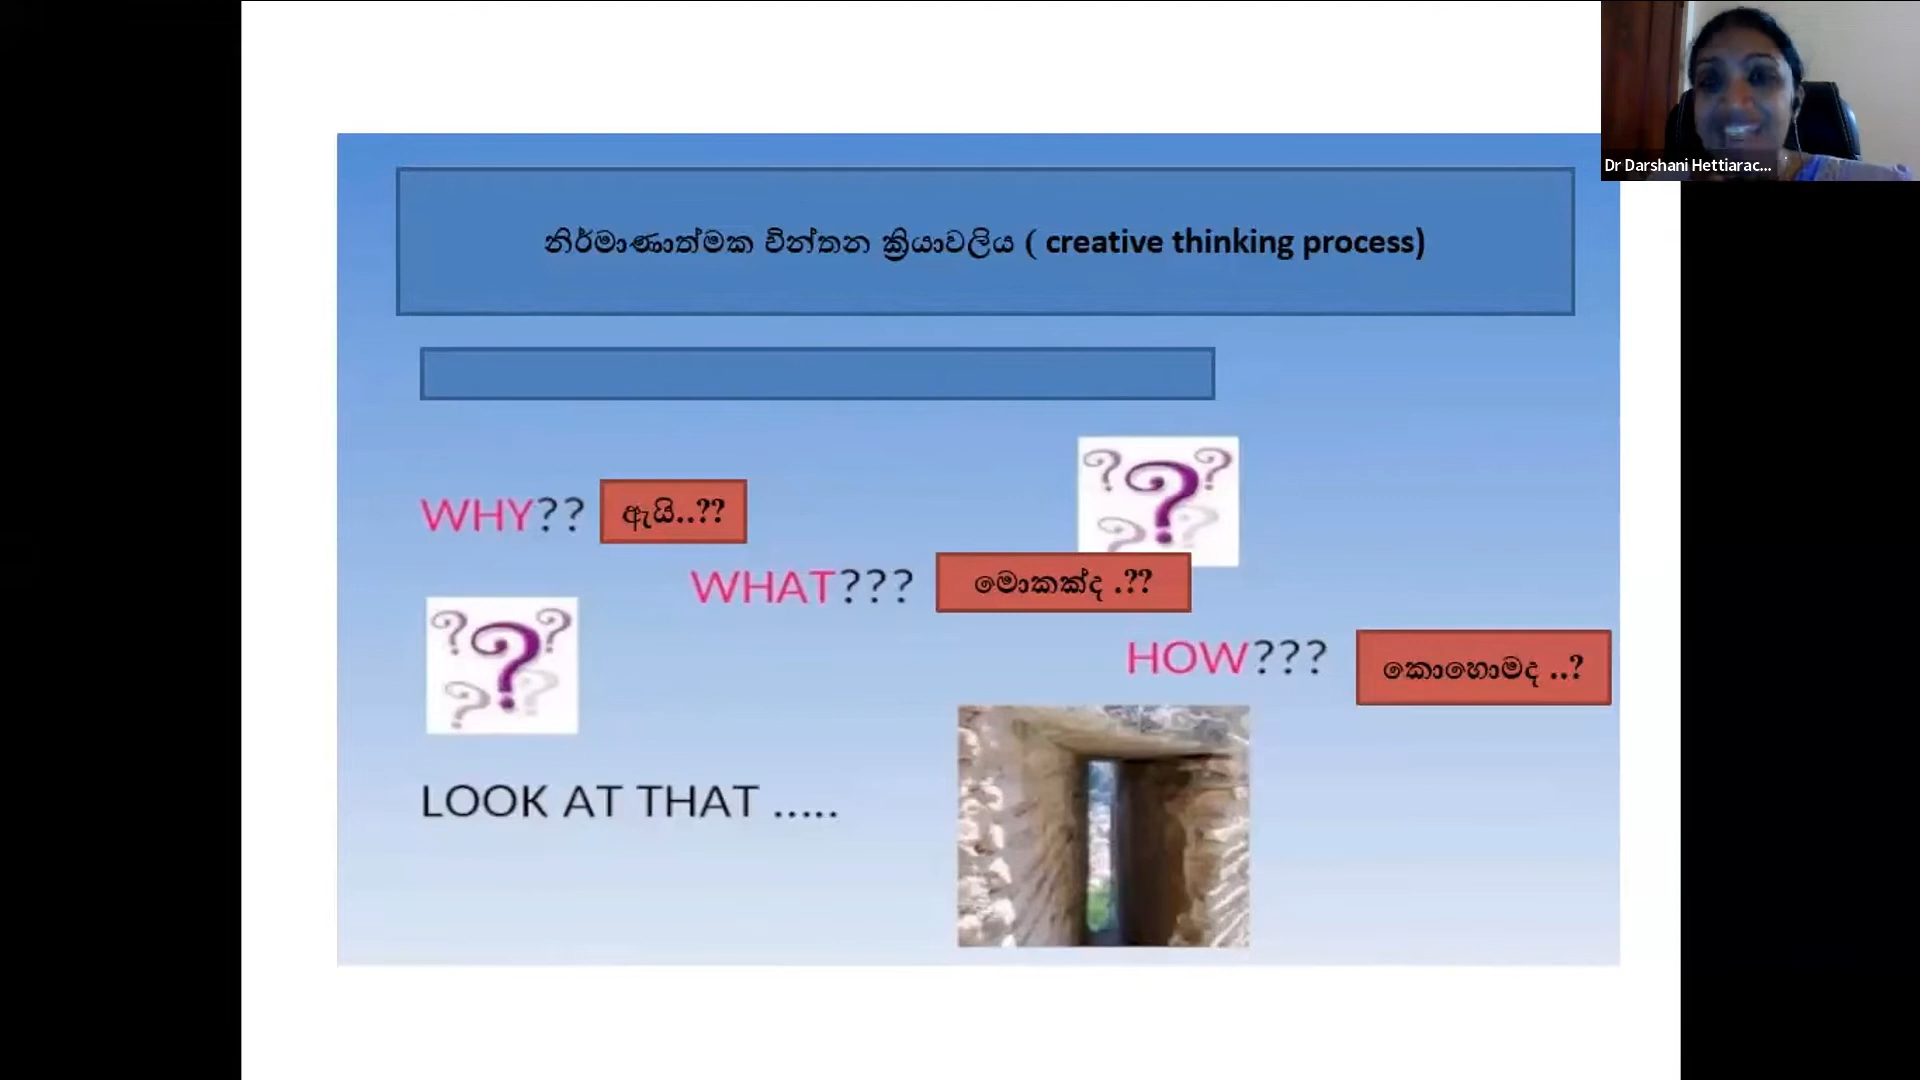 Dr Darshani Hettiarac...
නිර්මාණාත්මක චින්තන ක්‍රියාවලිය ( creative thinking process)
WHY?? ඇයි..??
WHAT??? මොකක්ද .??
HOW??? කොහොමද ..?
LOOK AT THAT .....